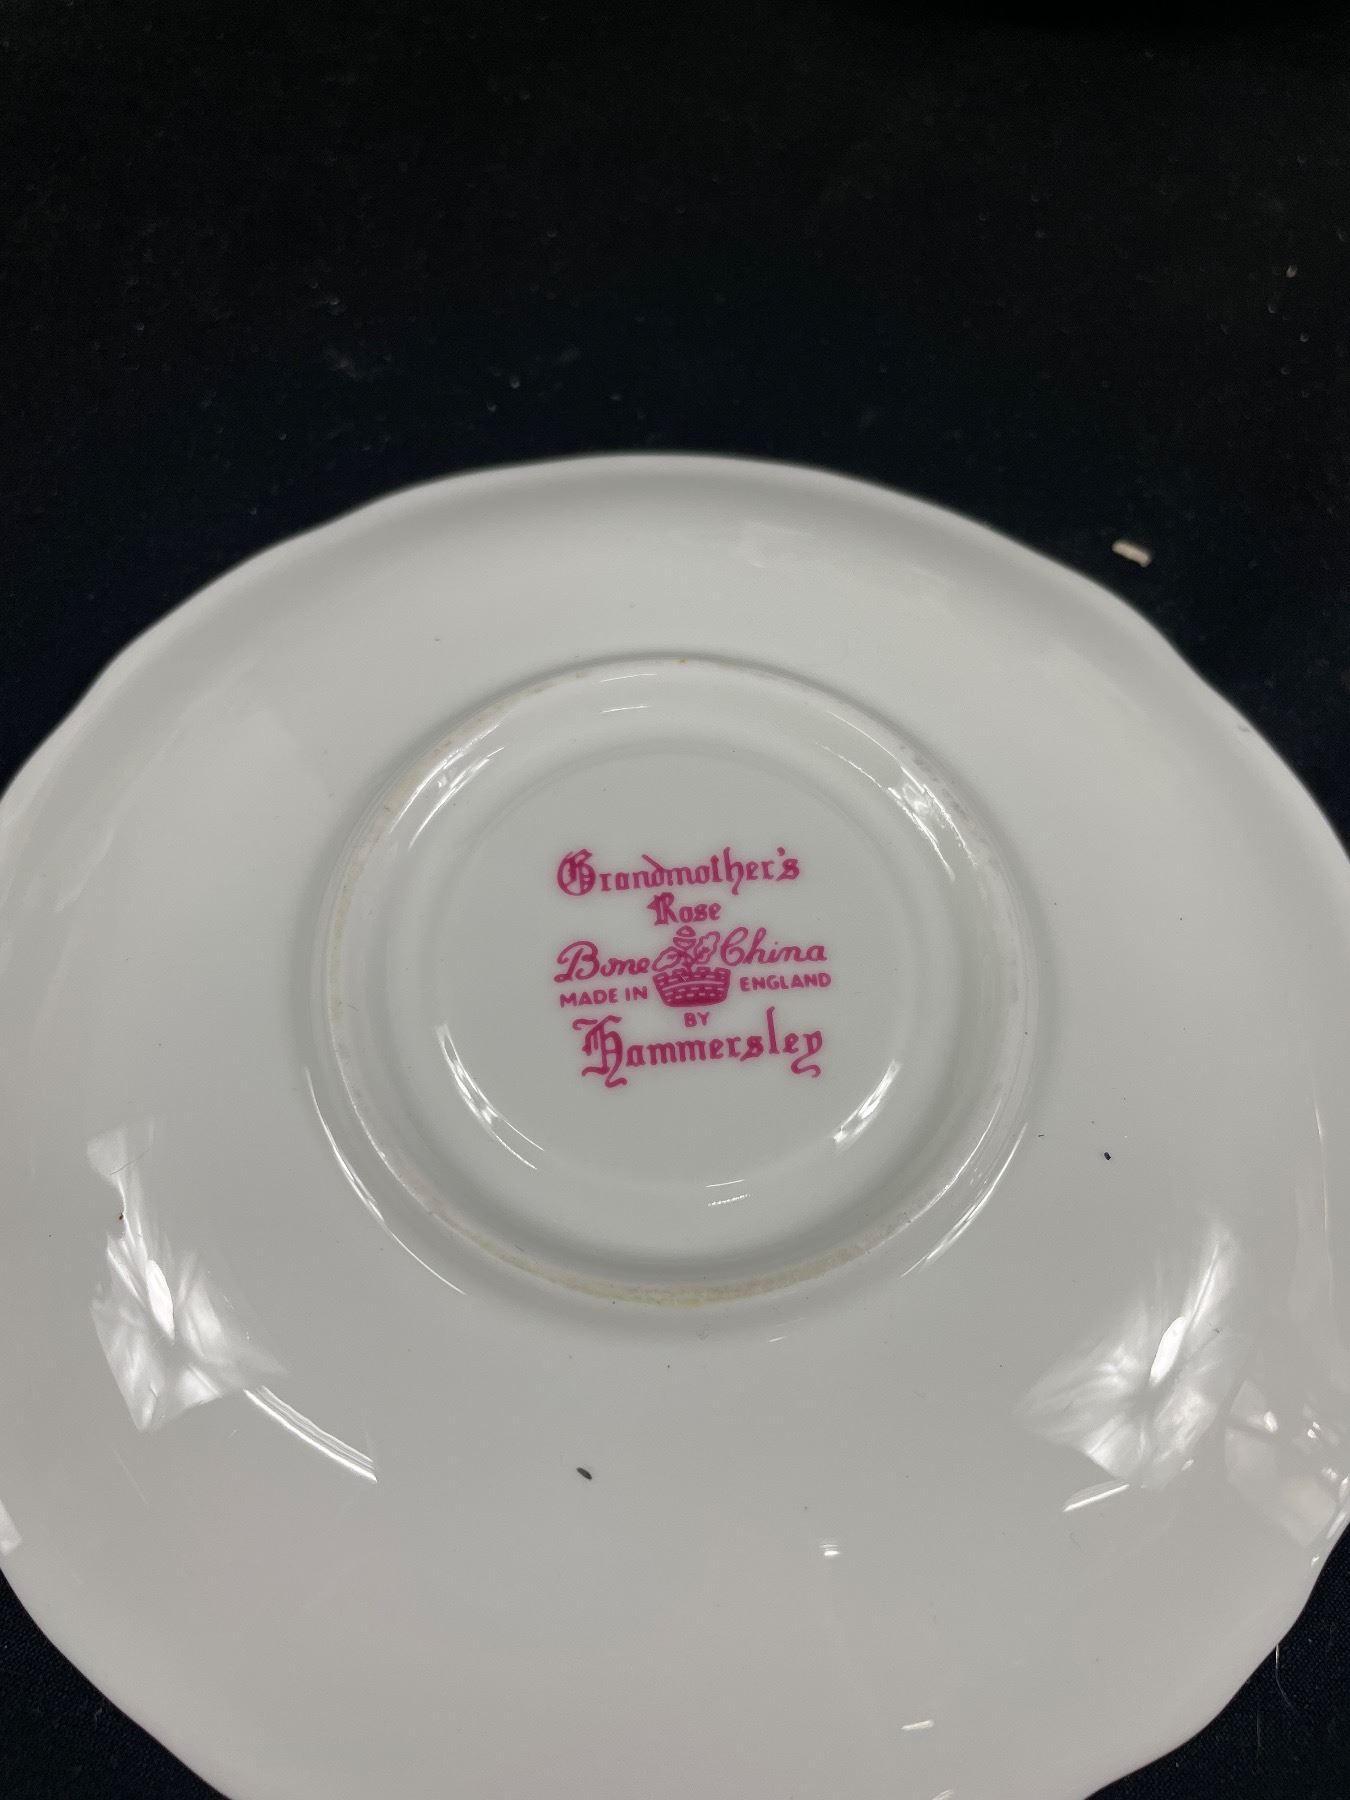 Grandmother's
Rose
Bone China
MADE IN ENGLAND
BY
Hammersley